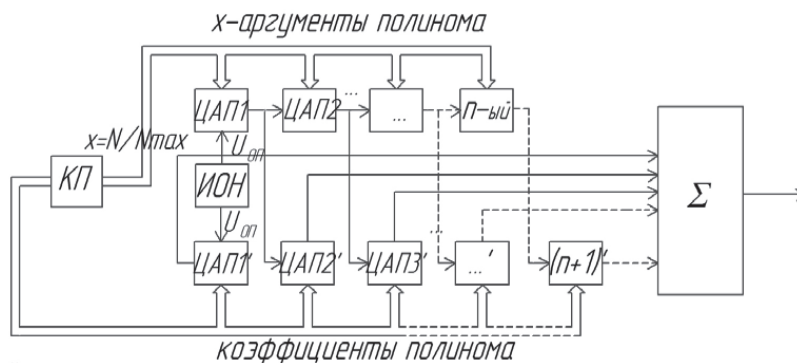 x-аргументы полинома
ЦАП1
ЦАП2
...
...
n-ый
x=N/Nmax
Uоп
КП
ИОН
Σ
Uоп
...
ЦАП1'
ЦАП2'
ЦАП3'
...'
(n+1)'
коэффициенты полинома